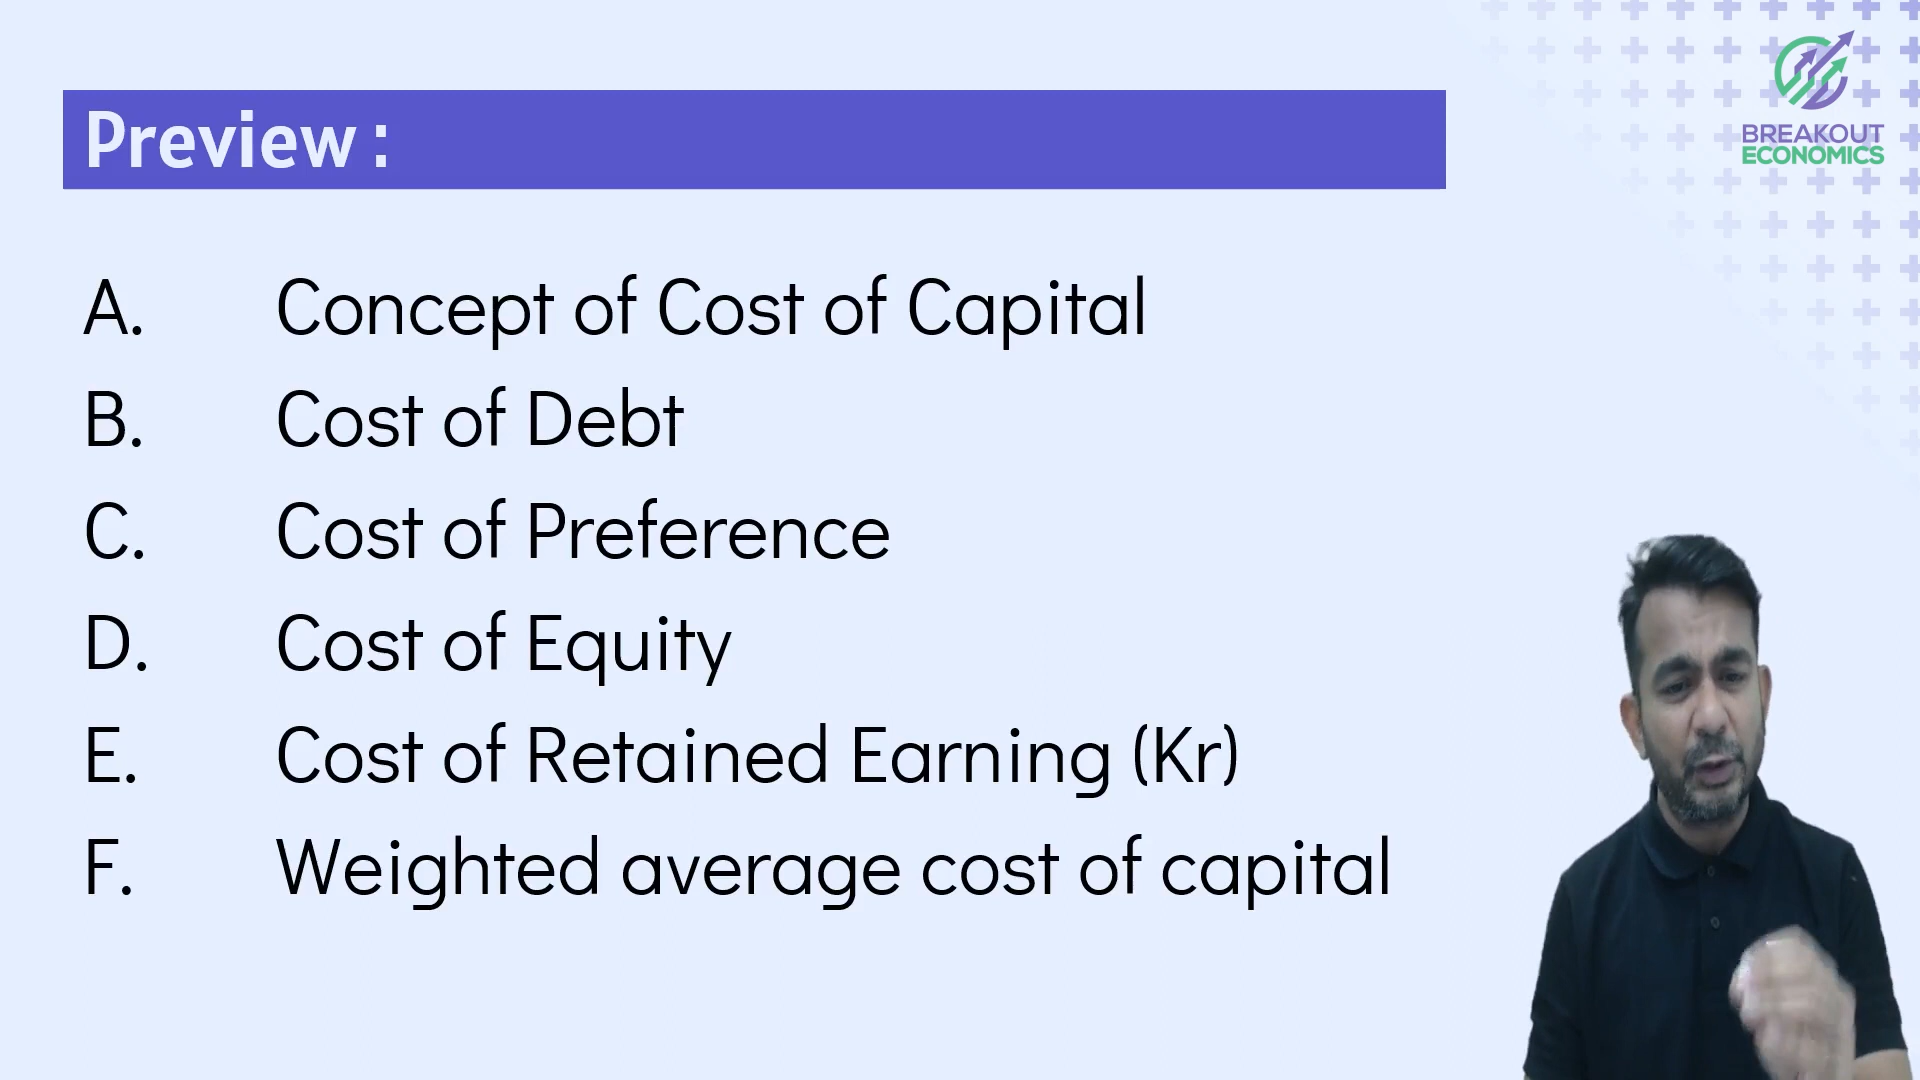 Preview :
BREAKOUT
ECONOMICS
A. Concept of Cost of Capital
B. Cost of Debt
C. Cost of Preference
D. Cost of Equity
E. Cost of Retained Earning (Kr)
F. Weighted average cost of capital